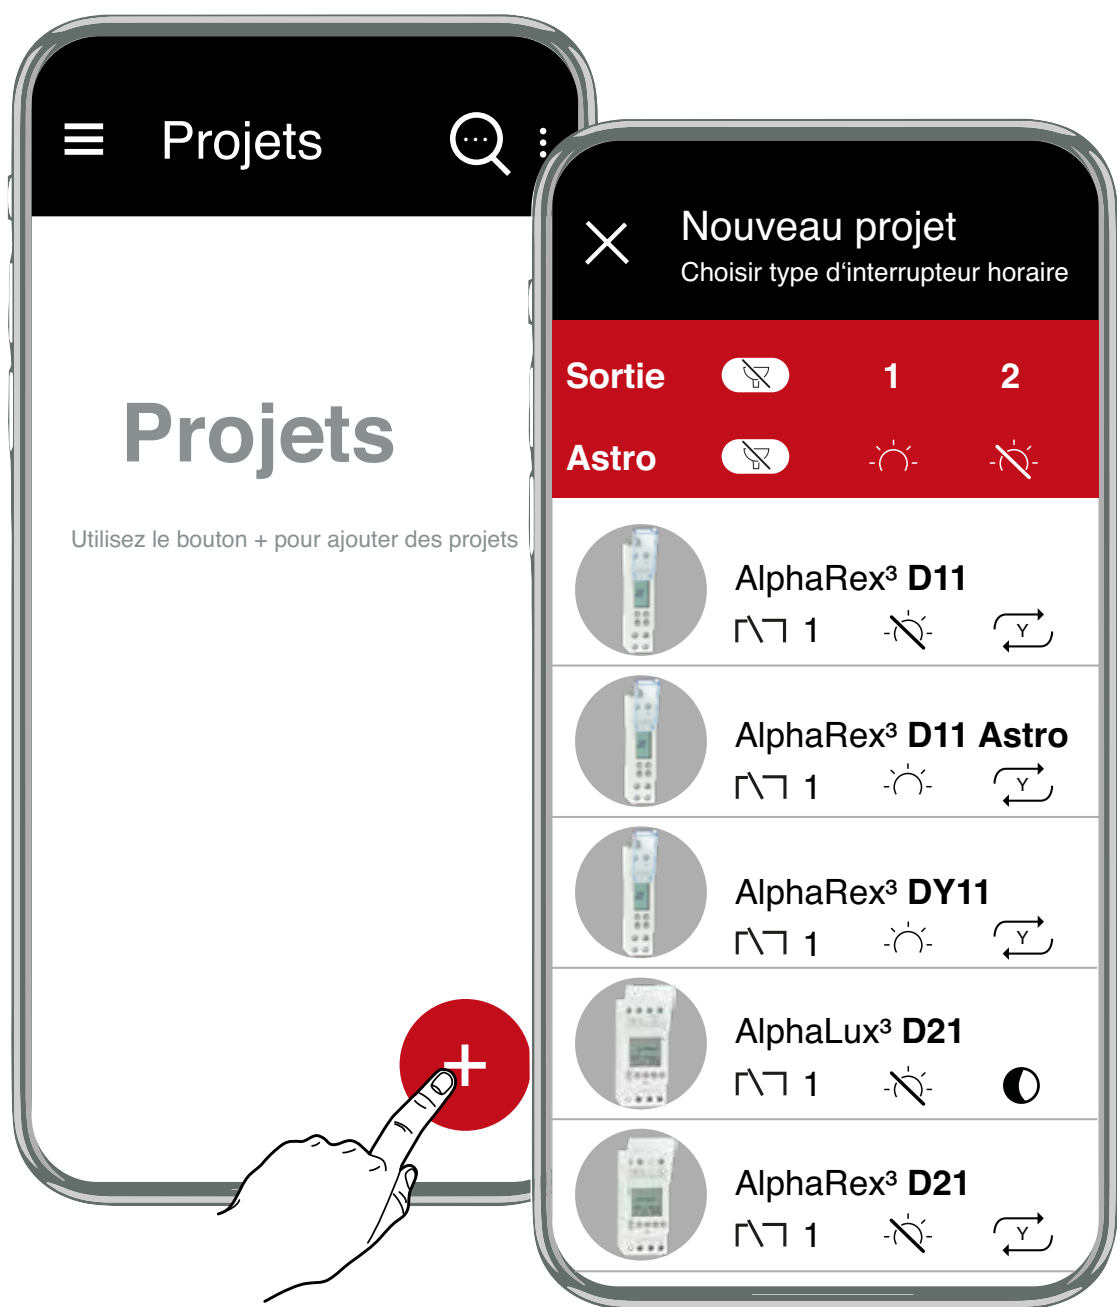 Projets
Projets
Utilisez le bouton + pour ajouter des projets
+
Nouveau projet
Choisir type d‘interrupteur horaire
Sortie 1 2
Astro
AlphaRex³ D11
1 Y
AlphaRex³ D11 Astro
1 Y
AlphaRex³ DY11
1 Y
AlphaLux³ D21
1
AlphaRex³ D21
1 Y